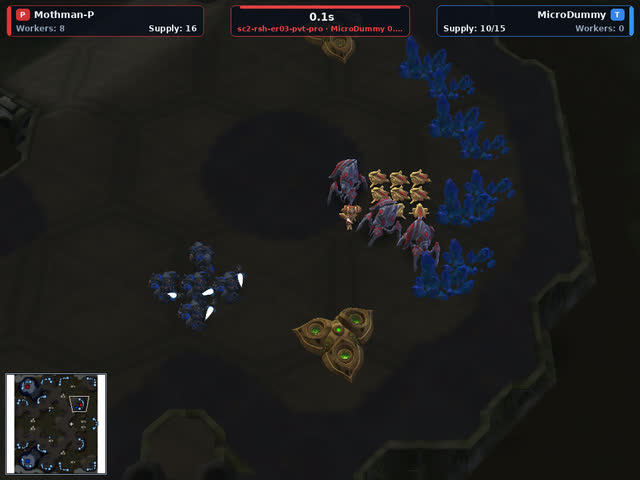 P Mothman-P
Workers: 8 Supply: 16
0.1s
sc2-rsh-er03-pvt-pro · MicroDummy 0....
MicroDummy T
Supply: 10/15 Workers: 0